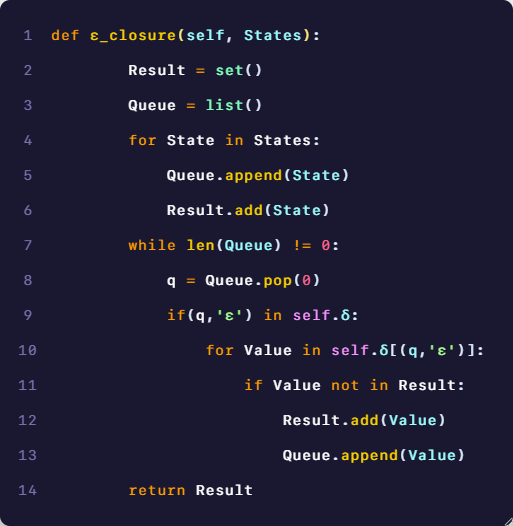 1 def ε_closure(self, States):
2 Result = set()
3 Queue = list()
4 for State in States:
5 Queue.append(State)
6 Result.add(State)
7 while len(Queue) != 0:
8 q = Queue.pop(0)
9 if(q,'ε') in self.δ:
10 for Value in self.δ[(q,'ε')]:
11 if Value not in Result:
12 Result.add(Value)
13 Queue.append(Value)
14 return Result